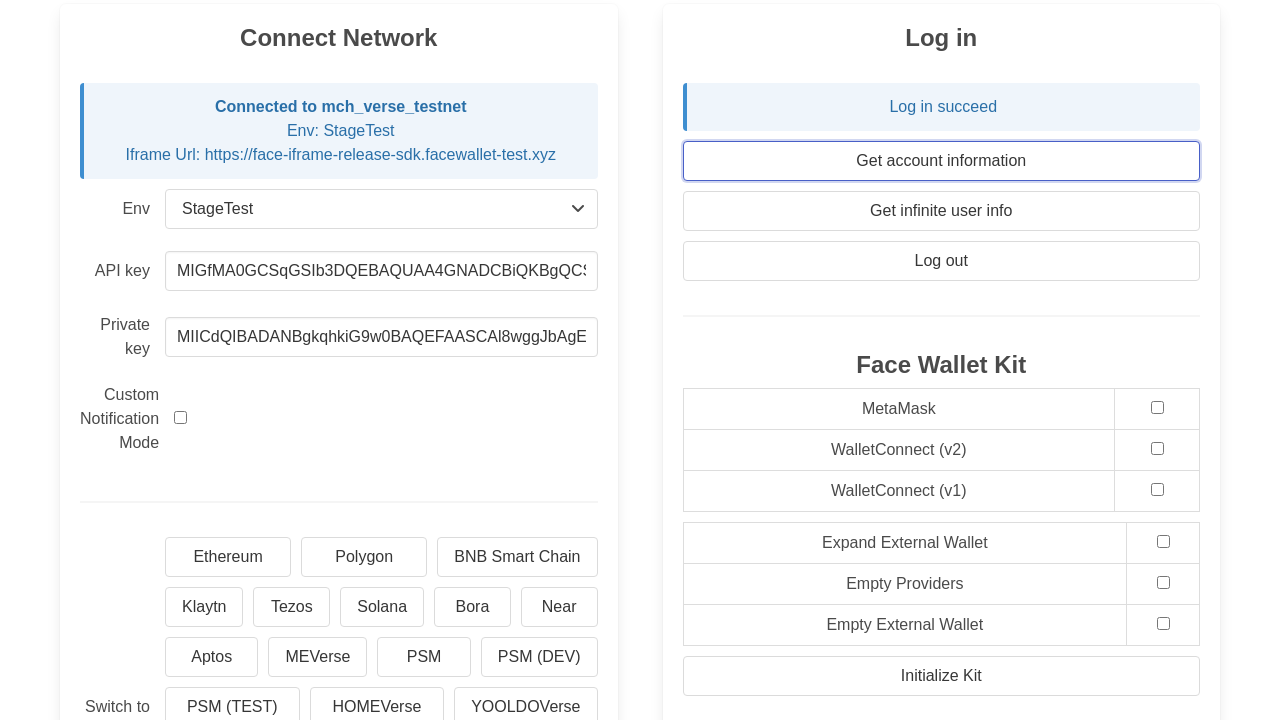 Connect Network
Connected to mch_verse_testnet
Env: StageTest
Iframe Url: https://face-iframe-release-sdk.facewallet-test.xyz
Env
StageTest
API key
MIGfMA0GCSqGSIb3DQEBAQUAA4GNADCBiQKBgQCS
Private
key
MIICdQIBADANBgkqhkiG9w0BAQEFAASCAl8wggJbAgE
Custom
Notification
Mode
Ethereum
Polygon
BNB Smart Chain
Klaytn
Tezos
Solana
Bora
Near
Aptos
MEVerse
PSM
PSM (DEV)
Switch to
PSM (TEST)
HOMEVerse
YOOLDOVerse
Log in
Log in succeed
Get account information
Get infinite user info
Log out
Face Wallet Kit
MetaMask
WalletConnect (v2)
WalletConnect (v1)
Expand External Wallet
Empty Providers
Empty External Wallet
Initialize Kit